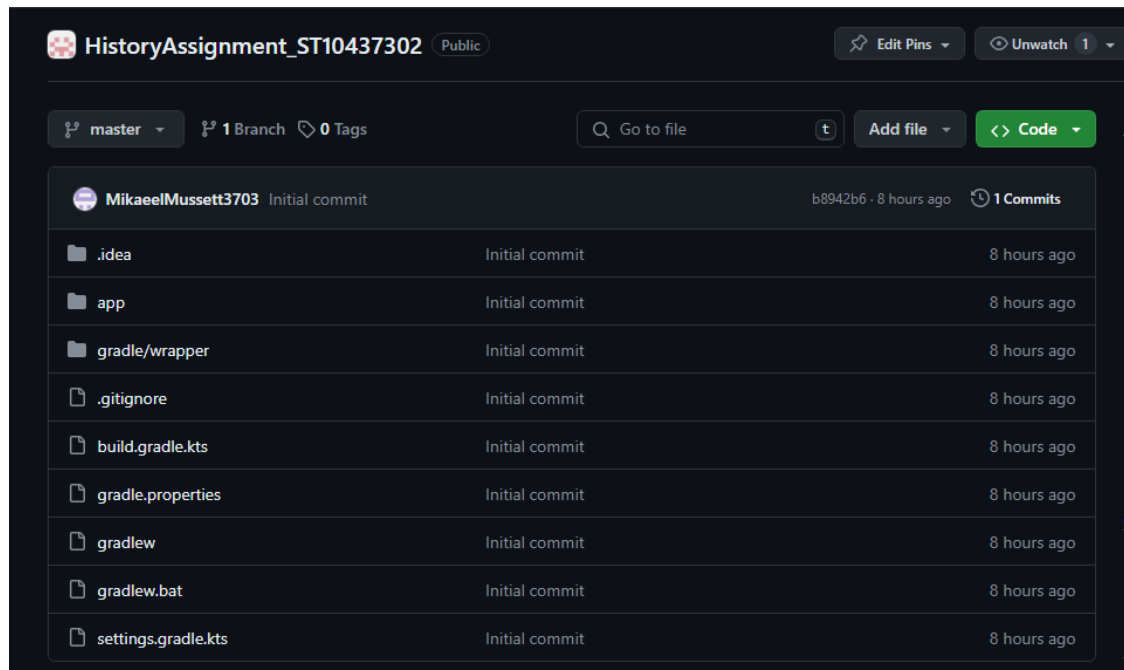 HistoryAssignment_ST10437302 Public Edit Pins Unwatch 1
master 1 Branch 0 Tags Go to file t Add file Code
MikaeelMussett3703 Initial commit b8942b6 · 8 hours ago 1 Commits
.idea Initial commit 8 hours ago
app Initial commit 8 hours ago
gradle/wrapper Initial commit 8 hours ago
.gitignore Initial commit 8 hours ago
build.gradle.kts Initial commit 8 hours ago
gradle.properties Initial commit 8 hours ago
gradlew Initial commit 8 hours ago
gradlew.bat Initial commit 8 hours ago
settings.gradle.kts Initial commit 8 hours ago